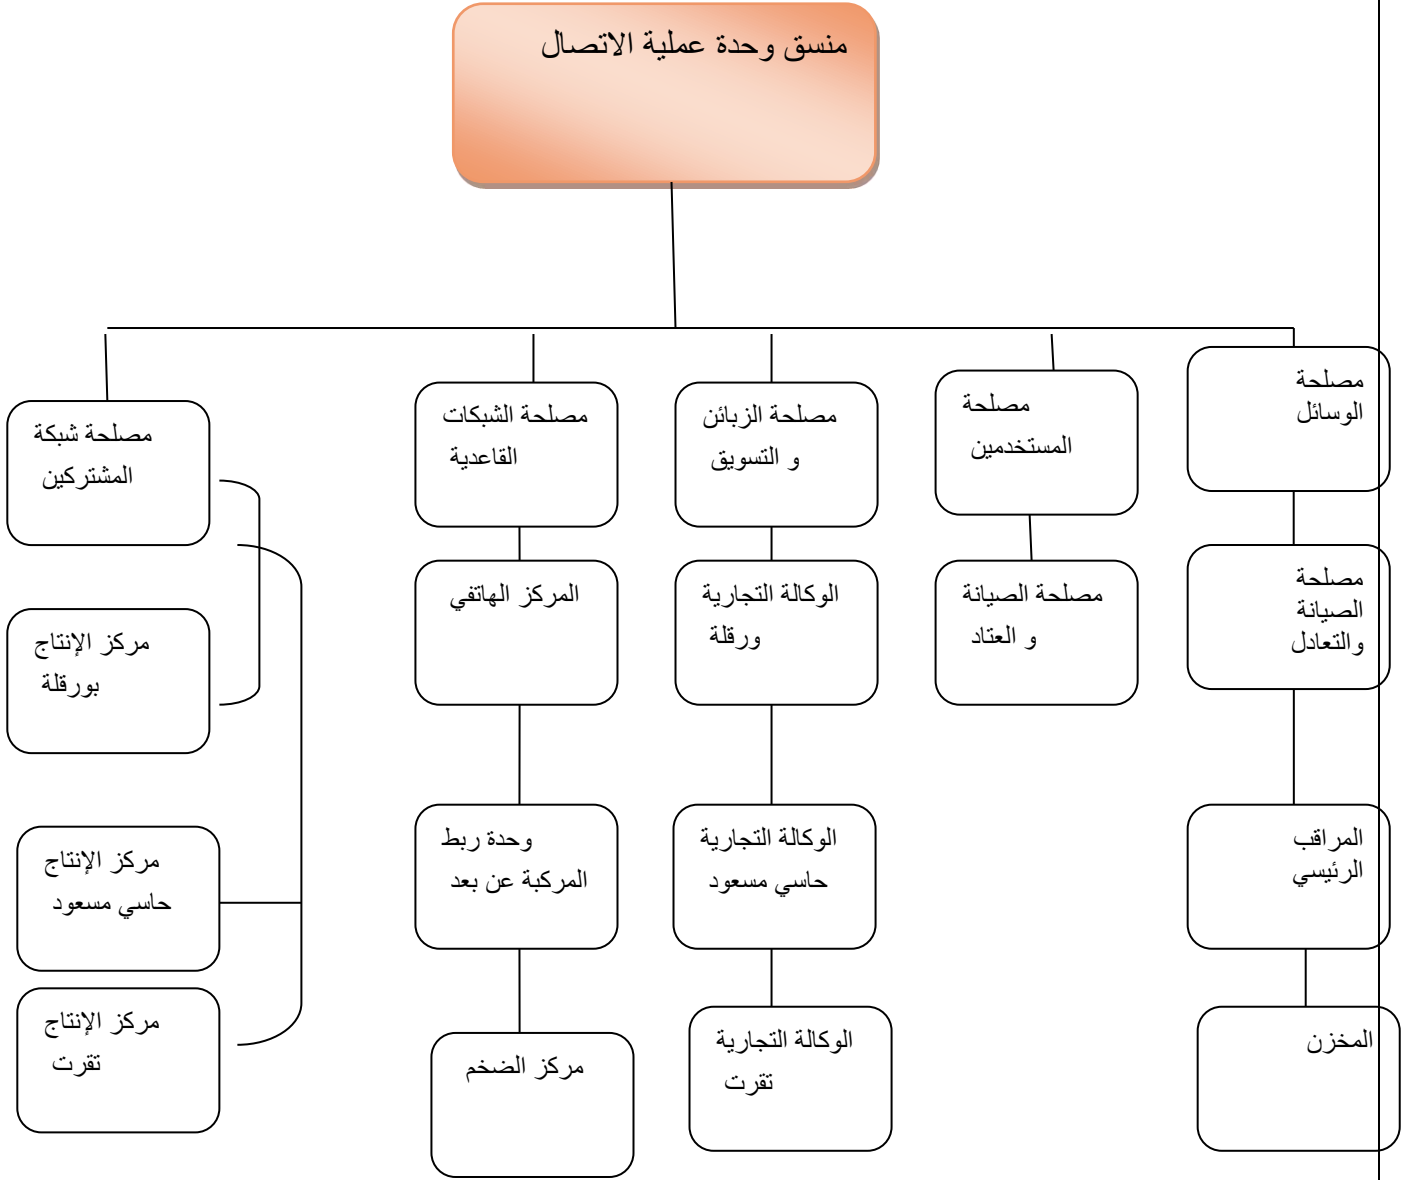 منسق وحدة عملية الاتصال
مصلحة
الوسائل
مصلحة
المستخدمين
مصلحة الزبائن
و التسويق
مصلحة الشبكات
القاعدية
مصلحة شبكة
المشتركين
مصلحة
الصيانة
والتعادل
مصلحة الصيانة
و العتاد
الوكالة التجارية
ورقلة
المركز الهاتفي
مركز الإنتاج
بورقلة
المراقب
الرئيسي
الوكالة التجارية
حاسي مسعود
وحدة ربط
المركبة عن بعد
مركز الإنتاج
حاسي مسعود
المخزن
الوكالة التجارية
تقرت
مركز الضخم
مركز الإنتاج
تقرت